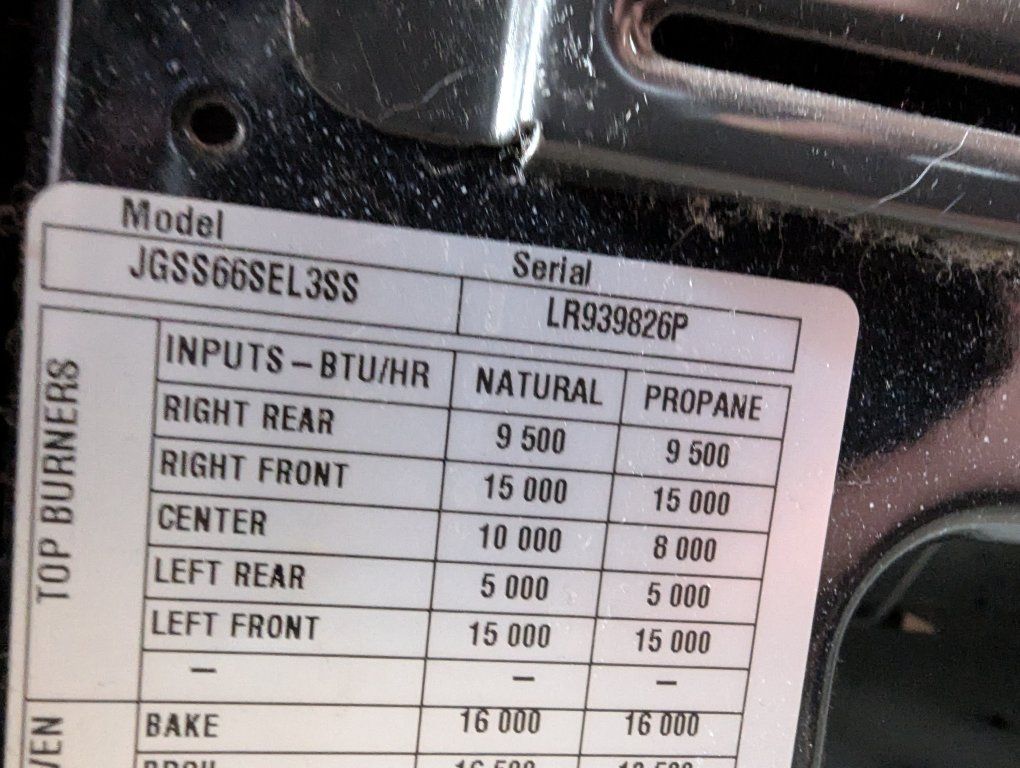 Model Serial
JGSS66SEL3SS LR939826P
TOP BURNERS
INPUTS – BTU/HR NATURAL PROPANE
RIGHT REAR 9 500 9 500
RIGHT FRONT 15 000 15 000
CENTER 10 000 8 000
LEFT REAR 5 000 5 000
LEFT FRONT 15 000 15 000
– – –
BAKE 16 000 16 000